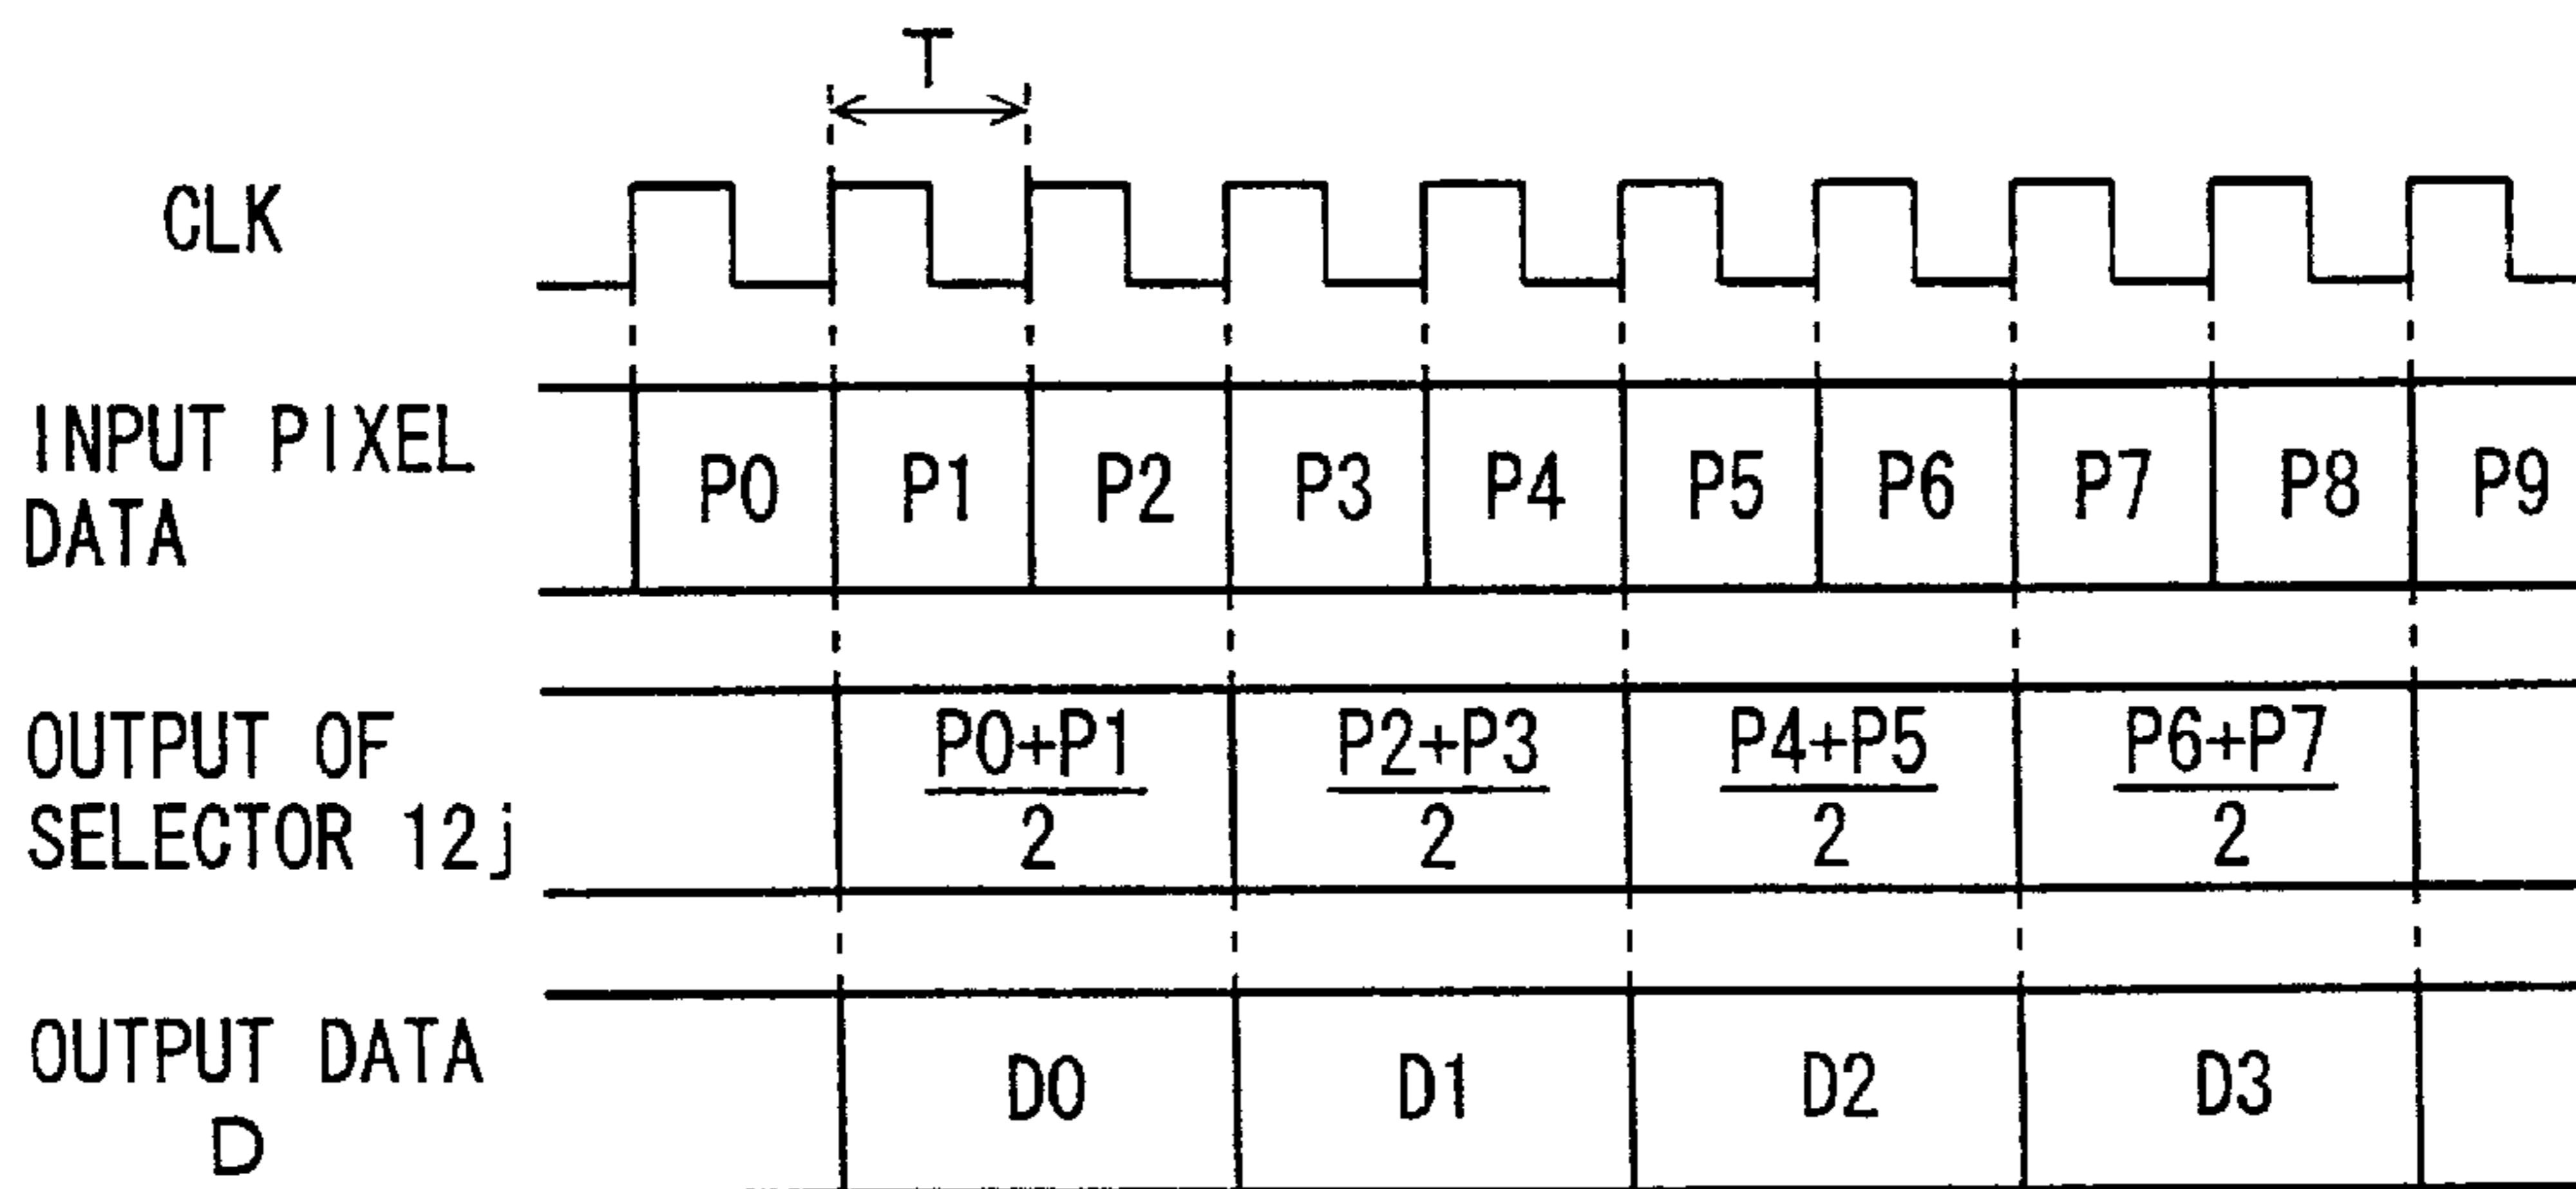 T
CLK
INPUT PIXEL
DATA
P0 P1 P2 P3 P4 P5 P6 P7 P8 P9
OUTPUT OF
SELECTOR 12j
P0+P1 P2+P3 P4+P5 P6+P7
2 2 2 2
OUTPUT DATA
D
D0 D1 D2 D3